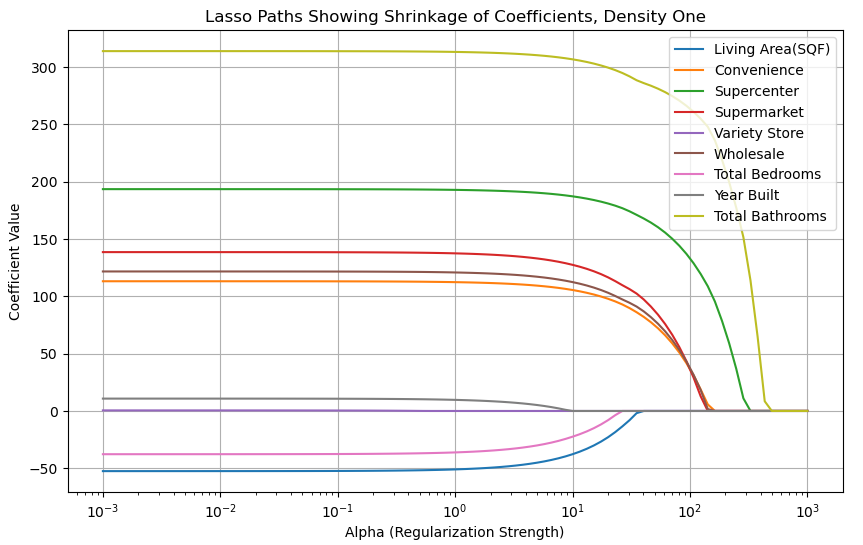 Lasso Paths Showing Shrinkage of Coefficients, Density One
Coefficient Value
300
250
200
150
100
50
0
−50
Living Area(SQF)
Convenience
Supercenter
Supermarket
Variety Store
Wholesale
Total Bedrooms
Year Built
Total Bathrooms
10⁻³ 10⁻² 10⁻¹ 10⁰ 10¹ 10² 10³
Alpha (Regularization Strength)